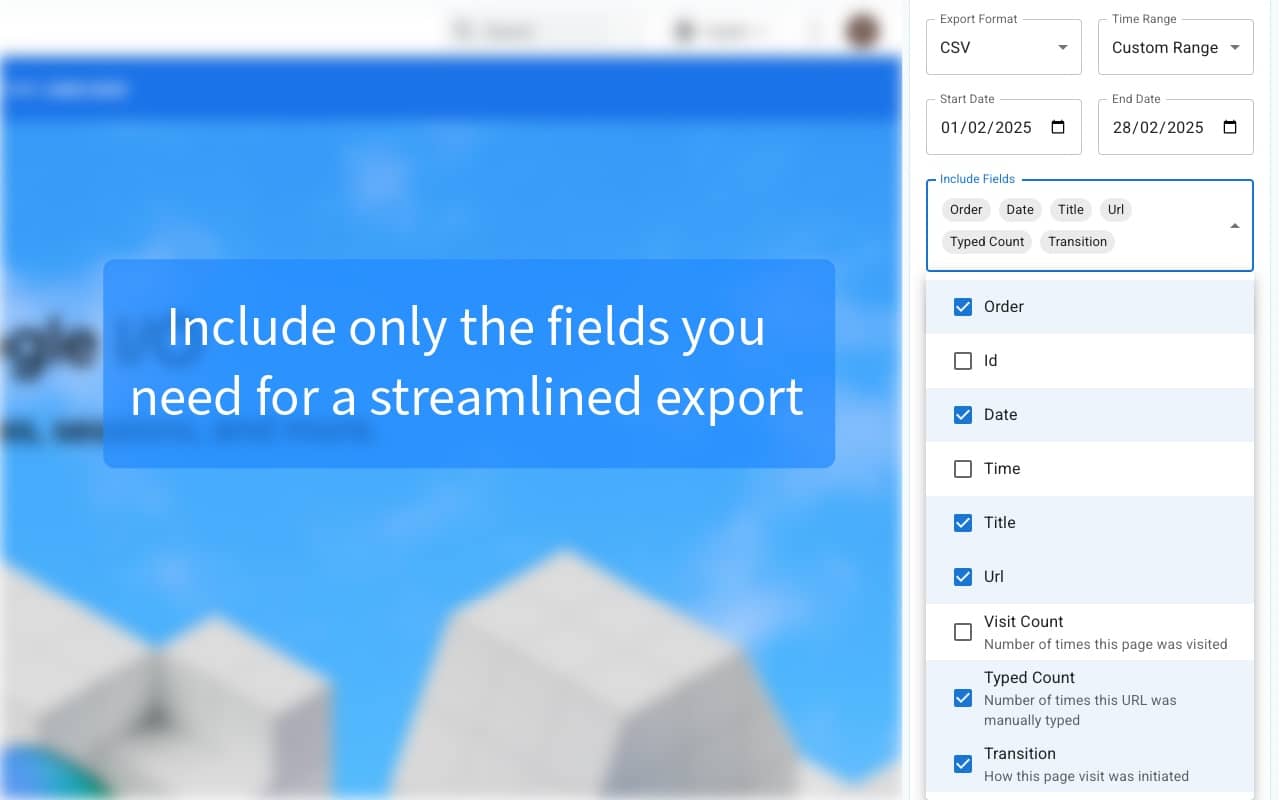 Export Format
Time Range
CSV
Custom Range
Start Date
End Date
01/02/2025
28/02/2025
Include Fields
Order Date Title Url
Typed Count Transition
Include only the fields you
need for a streamlined export
Order
Id
Date
Time
Title
Url
Visit Count
Number of times this page was visited
Typed Count
Number of times this URL was
manually typed
Transition
How this page visit was initiated